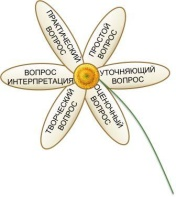 ПРАКТИЧЕСКИЙ
ВОПРОС
ПРОСТОЙ
ВОПРОС
ВОПРОС
ИНТЕРПРЕТАЦИЯ
УТОЧНЯЮЩИЙ
ВОПРОС
ТВОРЧЕСКИЙ
ВОПРОС
ОЦЕНОЧНЫЙ
ВОПРОС